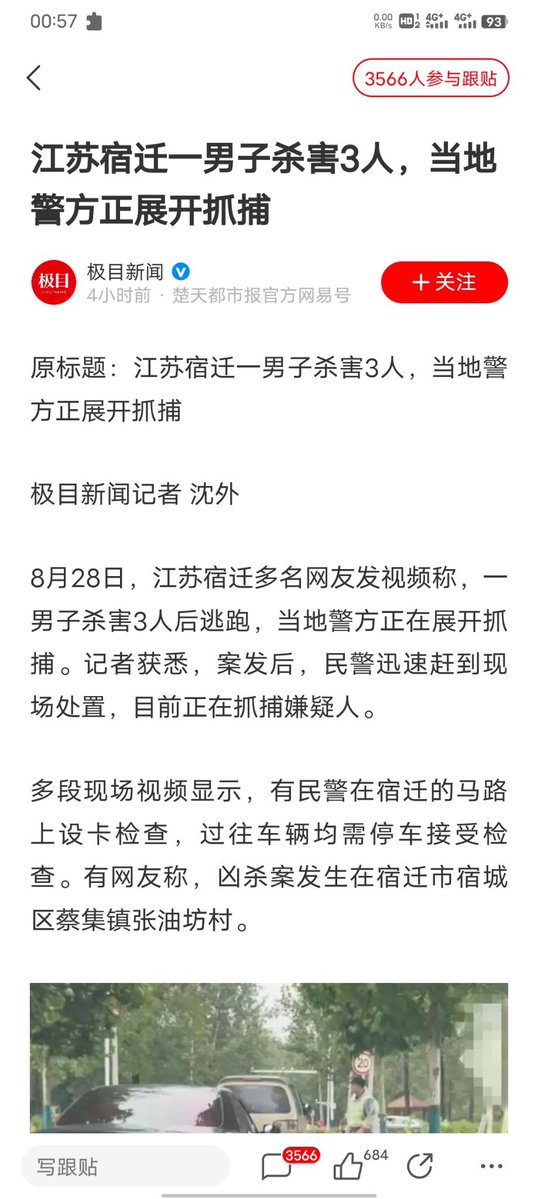 00:57
0.00 KB/s HD 1 2 4G+ 4G+ 93
3566人参与跟贴
江苏宿迁一男子杀害3人，当地
警方正展开抓捕
极目
极目新闻
4小时前 · 楚天都市报官方网易号
+关注
原标题：江苏宿迁一男子杀害3人，当地警
方正展开抓捕
极目新闻记者 沈外
8月28日，江苏宿迁多名网友发视频称，一
男子杀害3人后逃跑，当地警方正在展开抓
捕。记者获悉，案发后，民警迅速赶到现
场处置，目前正在抓捕嫌疑人。
多段现场视频显示，有民警在宿迁的马路
上设卡检查，过往车辆均需停车接受检
查。有网友称，凶杀案发生在宿迁市宿城
区蔡集镇张油坊村。
20
写跟贴
3566
684